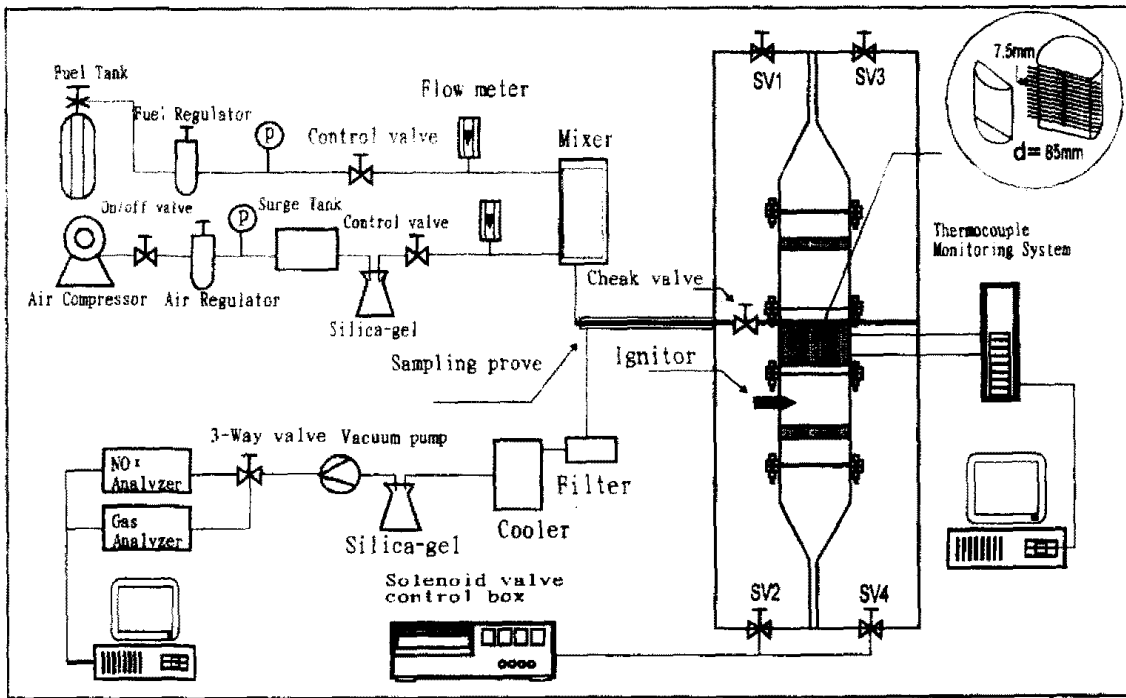 Fuel Tank
Fuel Regulator
P
Control valve
Flow meter
Mixer
On/off valve
P
Surge Tank
Control valve
Air Compressor
Air Regulator
Silica-gel
SV1
SV3
7.5mm
d= 85mm
Thermocouple
Monitoring System
Cheak valve
Sampling prove
Ignitor
3-Way valve
Vacuum pump
NOx
Analyzer
Gas
Analyzer
Silica-gel
Cooler
Filter
Solenoid valve
control box
SV2
SV4